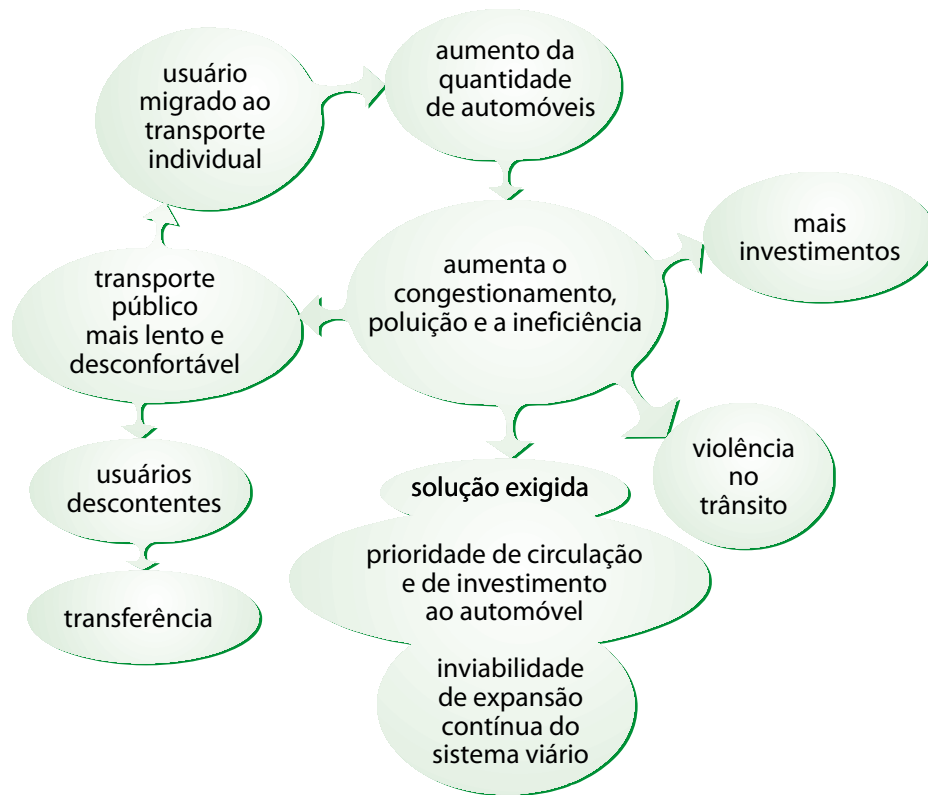 usuário
migrado ao
transporte
individual
aumento da
quantidade
de automóveis
mais
investimentos
aumenta o
congestionamento,
poluição e a ineficiência
transporte
público
mais lento e
desconfortável
violência
no
trânsito
usuários
descontentes
solução exigida
prioridade de circulação
e de investimento
ao automóvel
transferência
inviabilidade
de expansão
contínua do
sistema viário